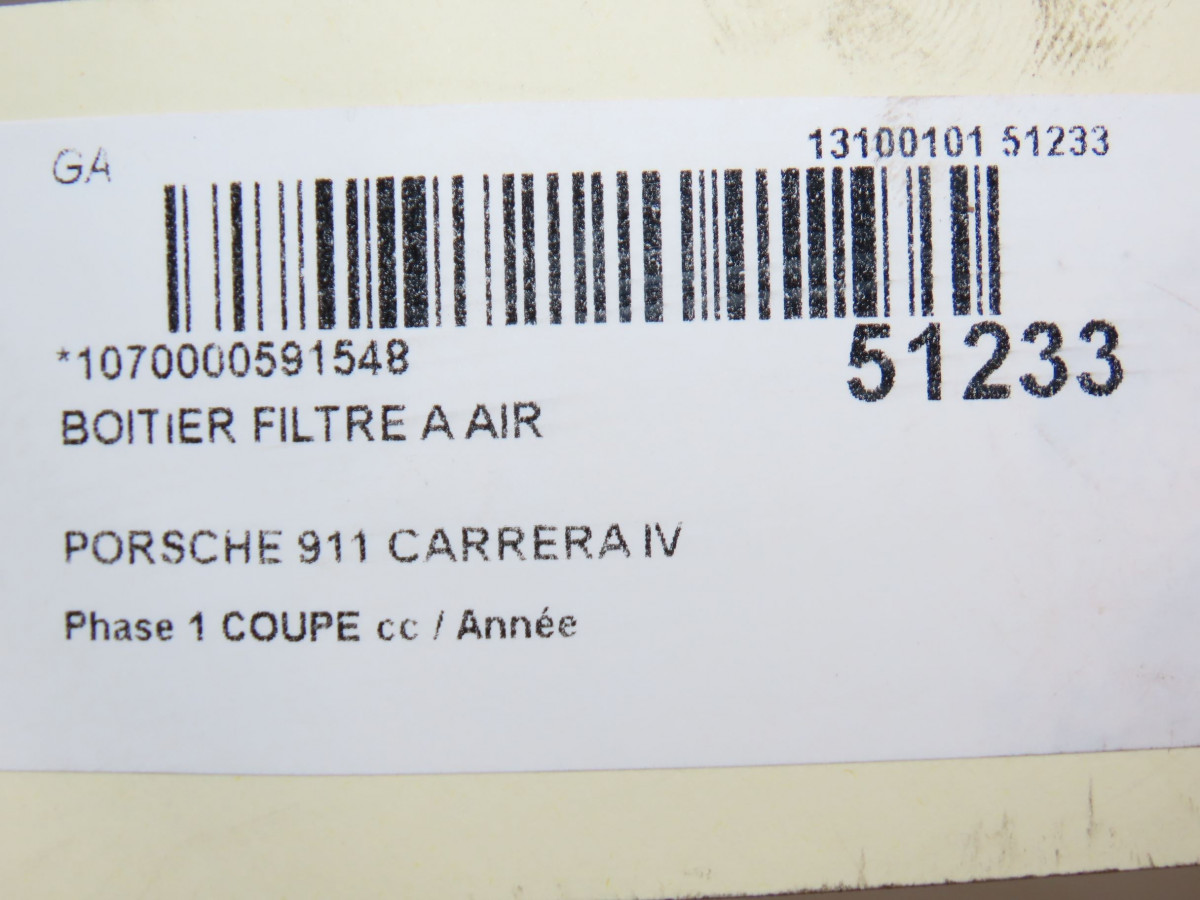 GA
13100101 51233
*1070000591548
51233
BOITIER FILTRE A AIR
PORSCHE 911 CARRERA IV
Phase 1 COUPE cc / Année